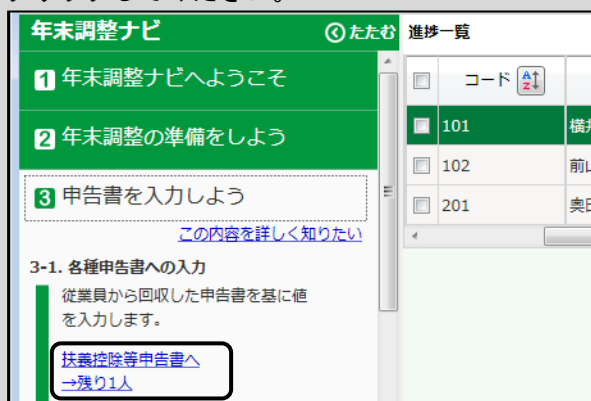 年末調整ナビ
たたむ
1 年末調整ナビへようこそ
2 年末調整の準備をしよう
3 申告書を入力しよう
この内容を詳しく知りたい
3-1. 各種申告書への入力
従業員から回収した申告書を基に値
を入力します。
扶養控除等申告書へ
→残り1人
進捗一覧
コード
101
102 前山
201 奥田